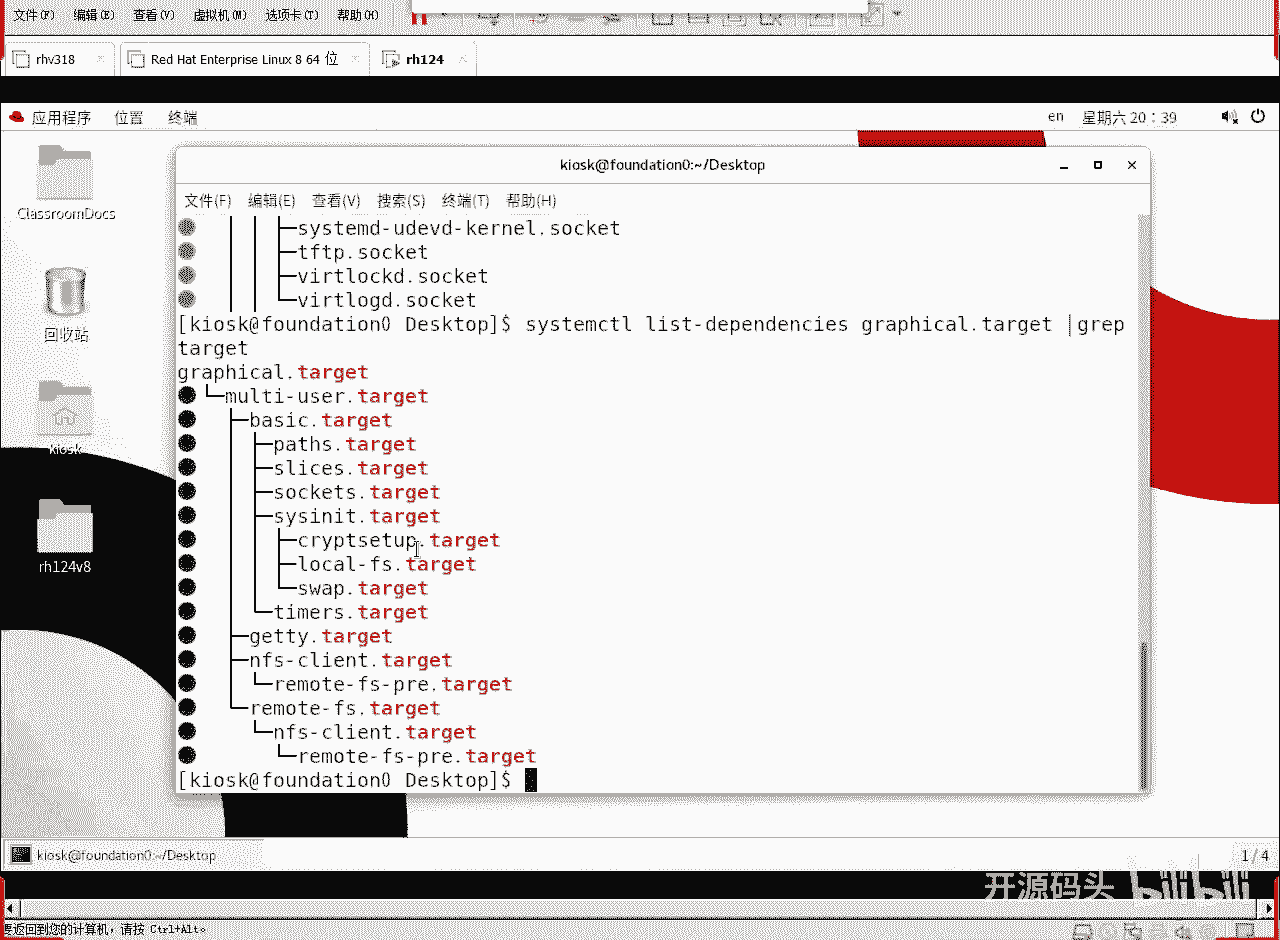 文件(F) 编辑(E) 查看(V) 虚拟机(M) 选项卡(T) 帮助(H)
rhv318 × Red Hat Enterprise Linux 8 64 位 × rh124 ×
应用程序 位置 终端 en 星期六 20：39
ClassroomDocs
回收站
kiosk
rh124v8
kiosk@foundation0:~/Desktop
文件(F) 编辑(E) 查看(V) 搜索(S) 终端(T) 帮助(H)
├─systemd-udevd-kernel.socket
├─tftp.socket
├─virtlockd.socket
└─virtlogd.socket
[kiosk@foundation0 Desktop]$ systemctl list-dependencies graphical.target |grep
target
graphical.target
● └─multi-user.target
●   ├─basic.target
●   │ ├─paths.target
●   │ ├─slices.target
●   │ ├─sockets.target
●   │ ├─sysinit.target
●   │ │ ├─cryptsetup.target
●   │ │ ├─local-fs.target
●   │ │ └─swap.target
●   │ └─timers.target
●   ├─getty.target
●   ├─nfs-client.target
●   │ └─remote-fs-pre.target
●   └─remote-fs.target
●     └─nfs-client.target
●       └─remote-fs-pre.target
[kiosk@foundation0 Desktop]$
kiosk@foundation0:~/Desktop
1 / 4
开源码头 bilibili
要返回到您的计算机，请按 Ctrl+Alt。